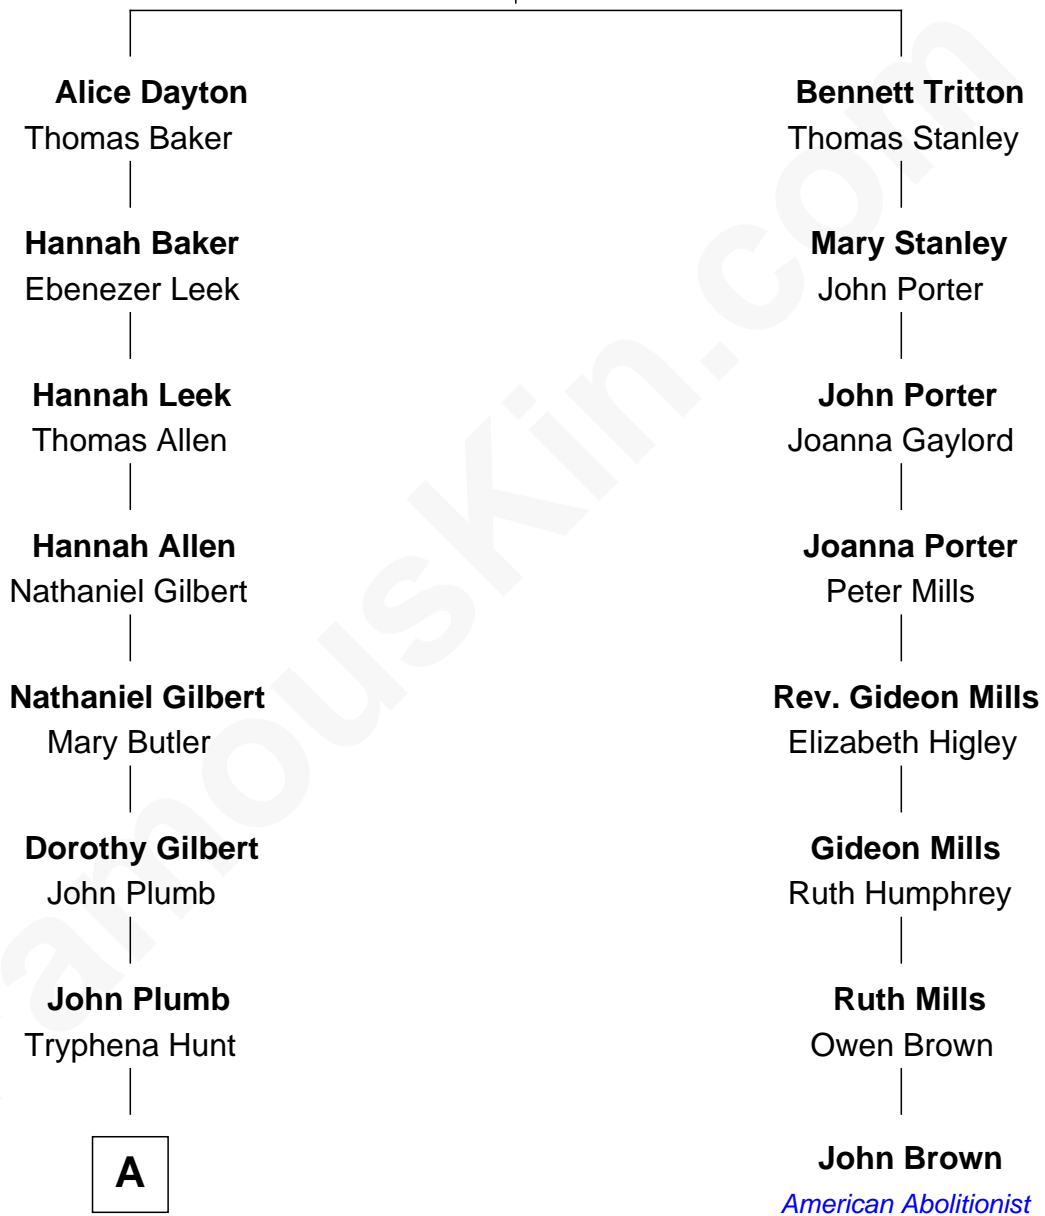 Alice Dayton
Thomas Baker
Hannah Baker
Ebenezer Leek
Hannah Leek
Thomas Allen
Hannah Allen
Nathaniel Gilbert
Nathaniel Gilbert
Mary Butler
Dorothy Gilbert
John Plumb
John Plumb
Tryphena Hunt
A
Bennett Tritton
Thomas Stanley
Mary Stanley
John Porter
John Porter
Joanna Gaylord
Joanna Porter
Peter Mills
Rev. Gideon Mills
Elizabeth Higley
Gideon Mills
Ruth Humphrey
Ruth Mills
Owen Brown
John Brown
American Abolitionist
amousKin.com